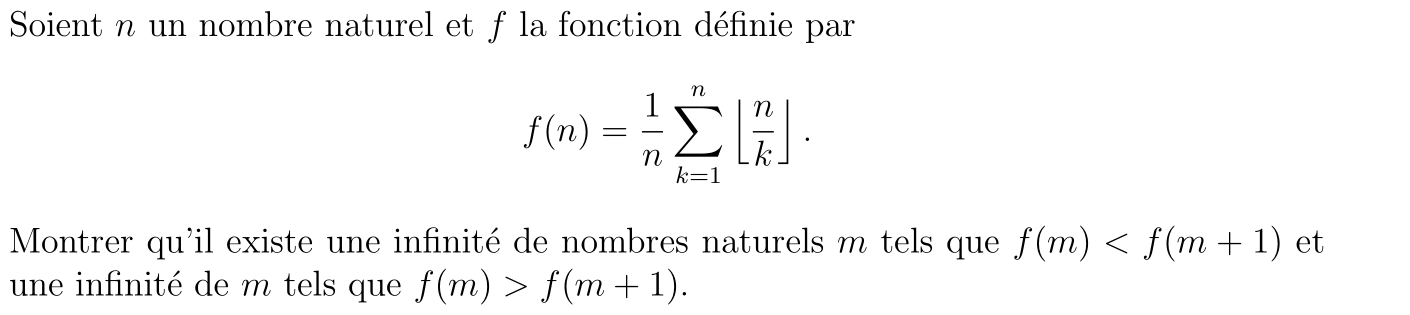 Soient n un nombre naturel et f la fonction définie par
f(n) = \frac{1}{n} \sum_{k=1}^{n} \left\lfloor \frac{n}{k} \right\rfloor .
Montrer qu'il existe une infinité de nombres naturels m tels que f(m) < f(m + 1) et
une infinité de m tels que f(m) > f(m + 1).